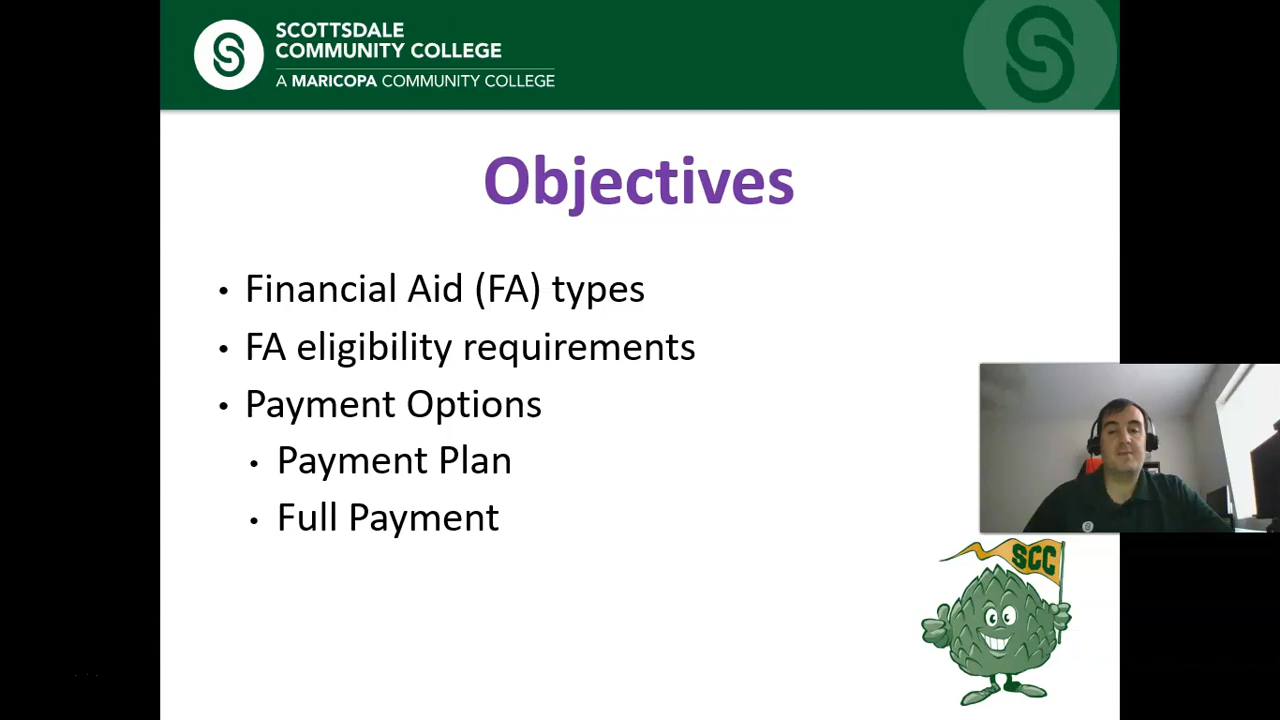 SCOTTSDALE
COMMUNITY COLLEGE
A MARICOPA COMMUNITY COLLEGE
Objectives
• Financial Aid (FA) types
• FA eligibility requirements
• Payment Options
• Payment Plan
• Full Payment
SCC